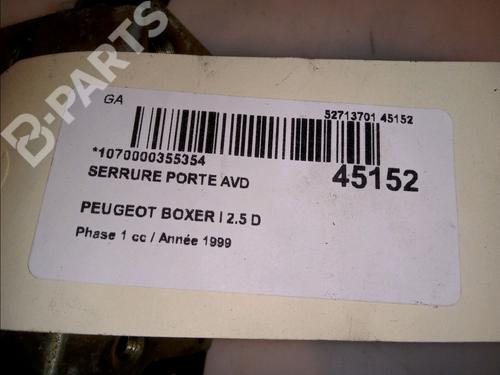 B-PARTS
GA
52713701 45152
*1070000355354
45152
SERRURE PORTE AVD
PEUGEOT BOXER I 2.5 D
Phase 1 cc / Année 1999